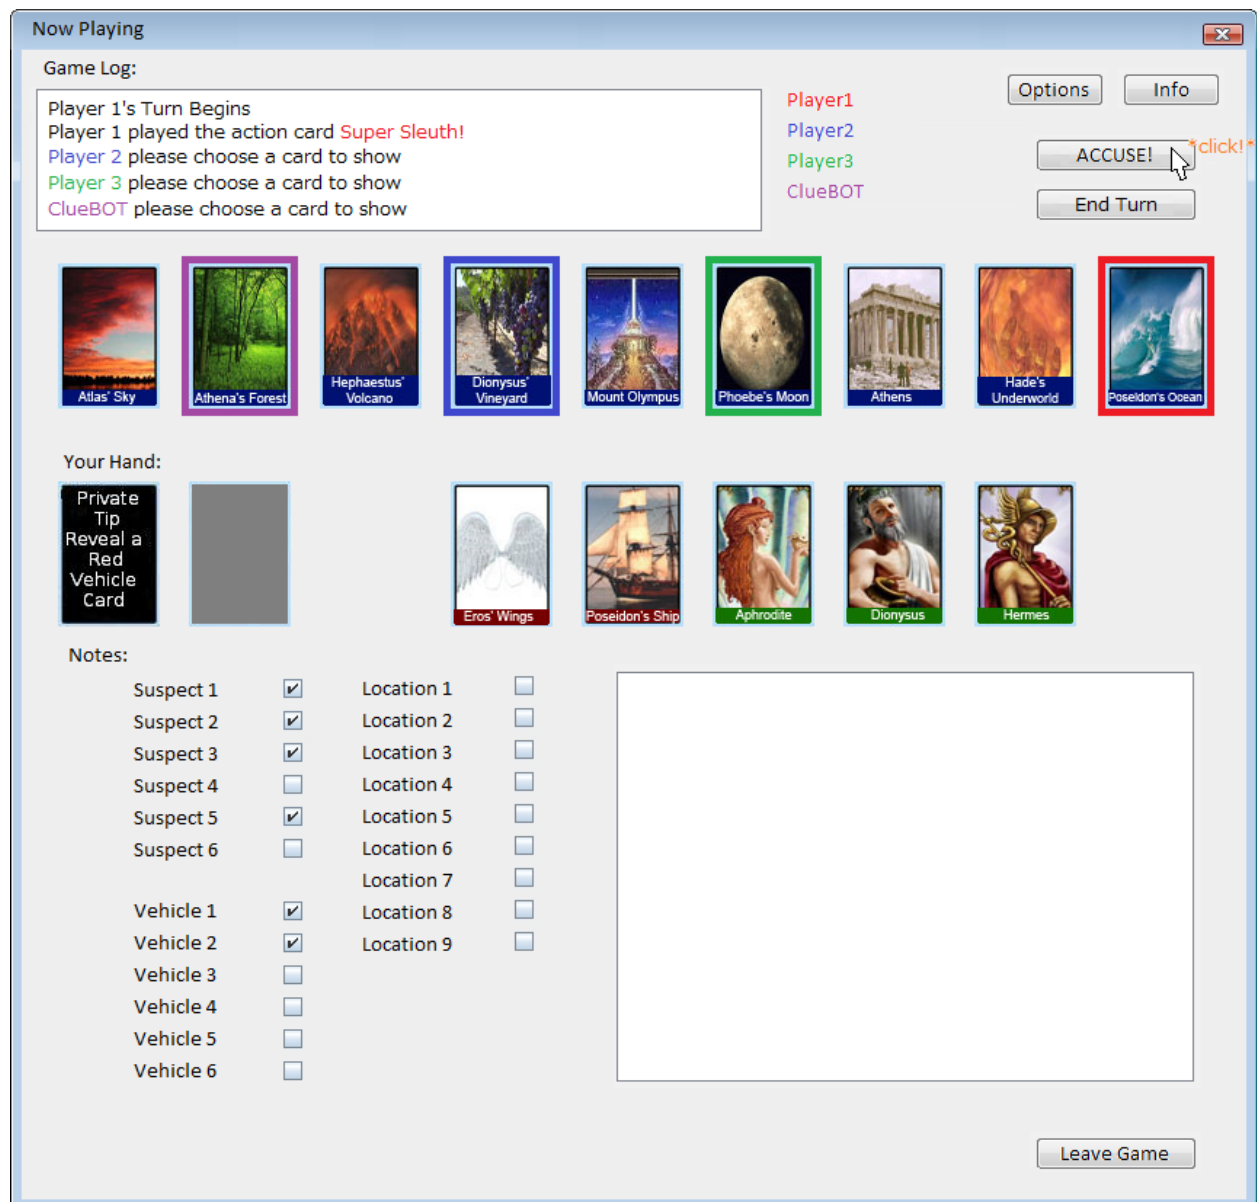 Now Playing
Game Log:
Options
Info
Player 1's Turn Begins
Player 1 played the action card Super Sleuth!
Player 2 please choose a card to show
Player 3 please choose a card to show
ClueBOT please choose a card to show
Player1
Player2
Player3
ClueBOT
ACCUSE!
*click!*
End Turn
Atlas' Sky
Athena's Forest
Hephaestus'
Volcano
Dionysus'
Vineyard
Mount Olympus
Phoebe's Moon
Athens
Hade's
Underworld
Poseidon's Ocean
Your Hand:
Private
Tip
Reveal a
Red
Vehicle
Card
Eros' Wings
Poseidon's Ship
Aphrodite
Dionysus
Hermes
Notes:
Suspect 1
Suspect 2
Suspect 3
Suspect 4
Suspect 5
Suspect 6
Vehicle 1
Vehicle 2
Vehicle 3
Vehicle 4
Vehicle 5
Vehicle 6
Location 1
Location 2
Location 3
Location 4
Location 5
Location 6
Location 7
Location 8
Location 9
Leave Game